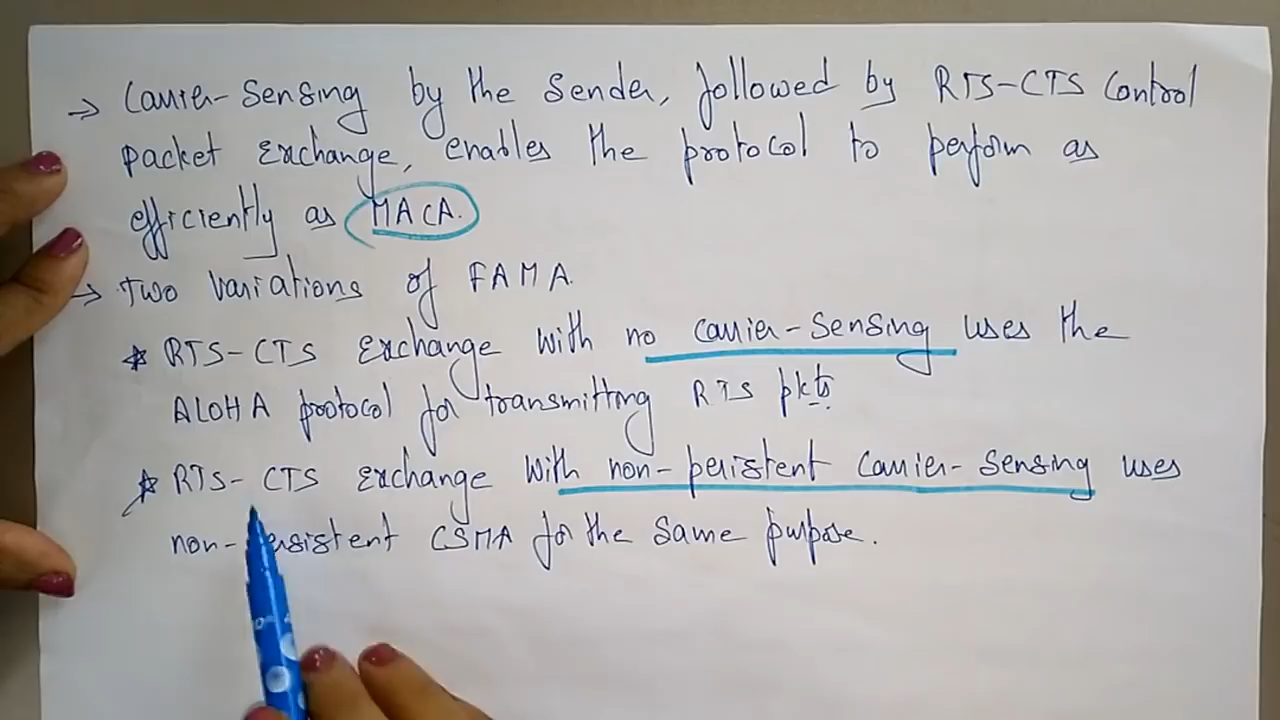 → Carrier-Sensing by the Sender, followed by RTS-CTS Control
packet Exchange, enables the protocol to perform as
efficiently as MACA.
→ Two variations of FAMA.
* RTS-CTS Exchange with no carrier-Sensing uses the
ALOHA protocol for transmitting RTS pkts.
* RTS-CTS Exchange with non-peristent Carrier-Sensing uses
non-persistent CSMA for the Same purpose.